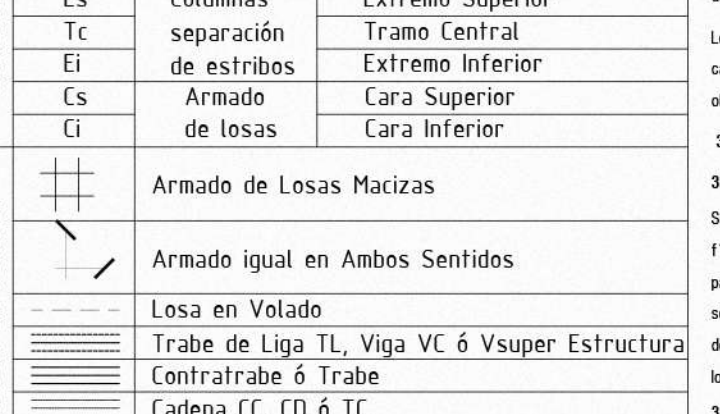 Es columnas Extremo Superior
Tc separación Tramo Central
Ei de estribos Extremo Inferior
Cs Armado Cara Superior
Ci de losas Cara Inferior
Armado de Losas Macizas
Armado igual en Ambos Sentidos
Losa en Volado
Trabe de Liga TL, Viga VC ó Vsuper Estructura
Contratrabe ó Trabe
Cadena CC, CD ó TC